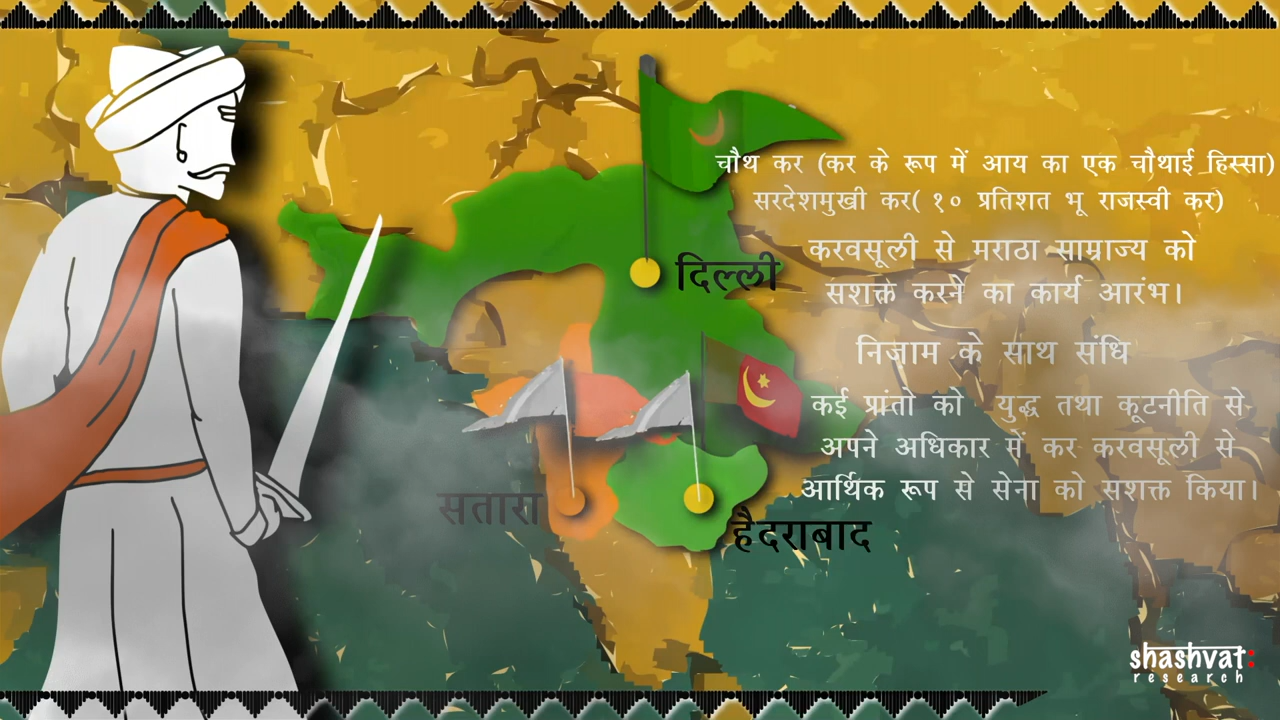 चौथ कर (कर के रूप में आय का एक चौथाई हिस्सा)
सरदेशमुखी कर( १० प्रतिशत भू राजस्वी कर)
करवसूली से मराठा साम्राज्य को
सशक्त करने का कार्य आरंभ।
निजाम के साथ संधि
कई प्रांतो को युद्ध तथा कूटनीति से
अपने अधिकार में कर करवसूली से
आर्थिक रूप से सेना को सशक्त किया।
दिल्ली
सतारा
हैदराबाद
shashvat:
research